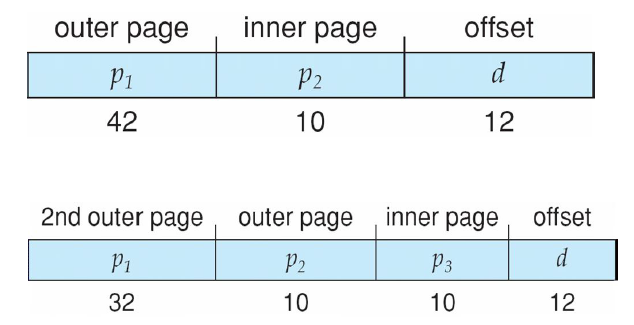 outer page inner page offset
p1 p2 d
42 10 12
2nd outer page outer page inner page offset
p1 p2 p3 d
32 10 10 12